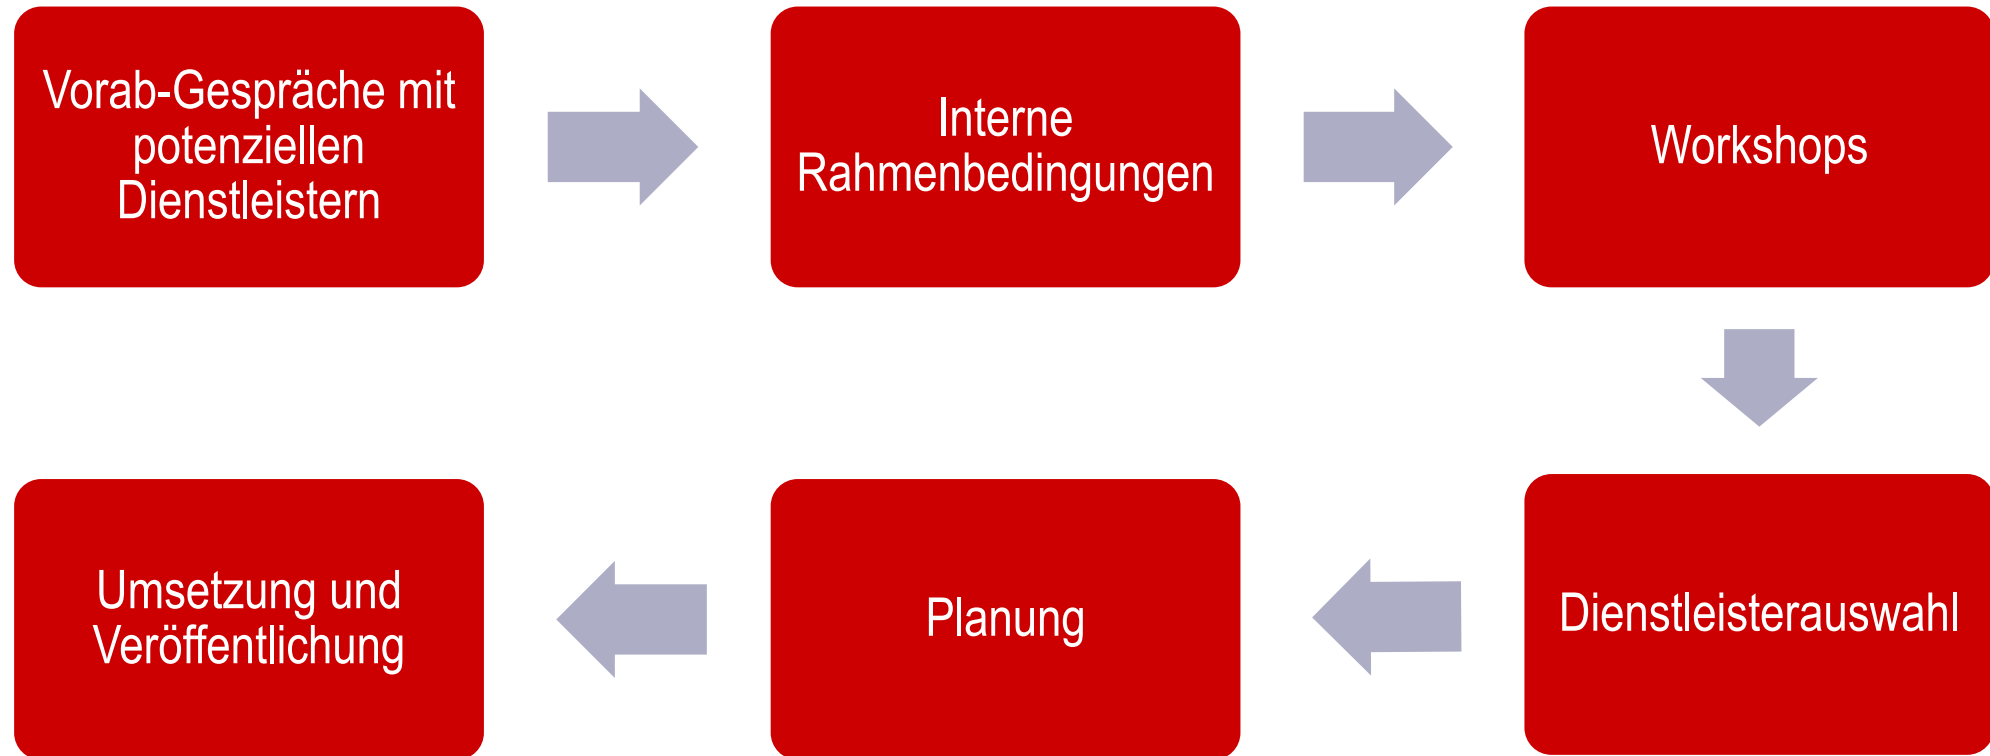 Vorab-Gespräche mit
potenziellen
Dienstleistern
Interne
Rahmenbedingungen
Workshops
Dienstleisterauswahl
Planung
Umsetzung und
Veröffentlichung